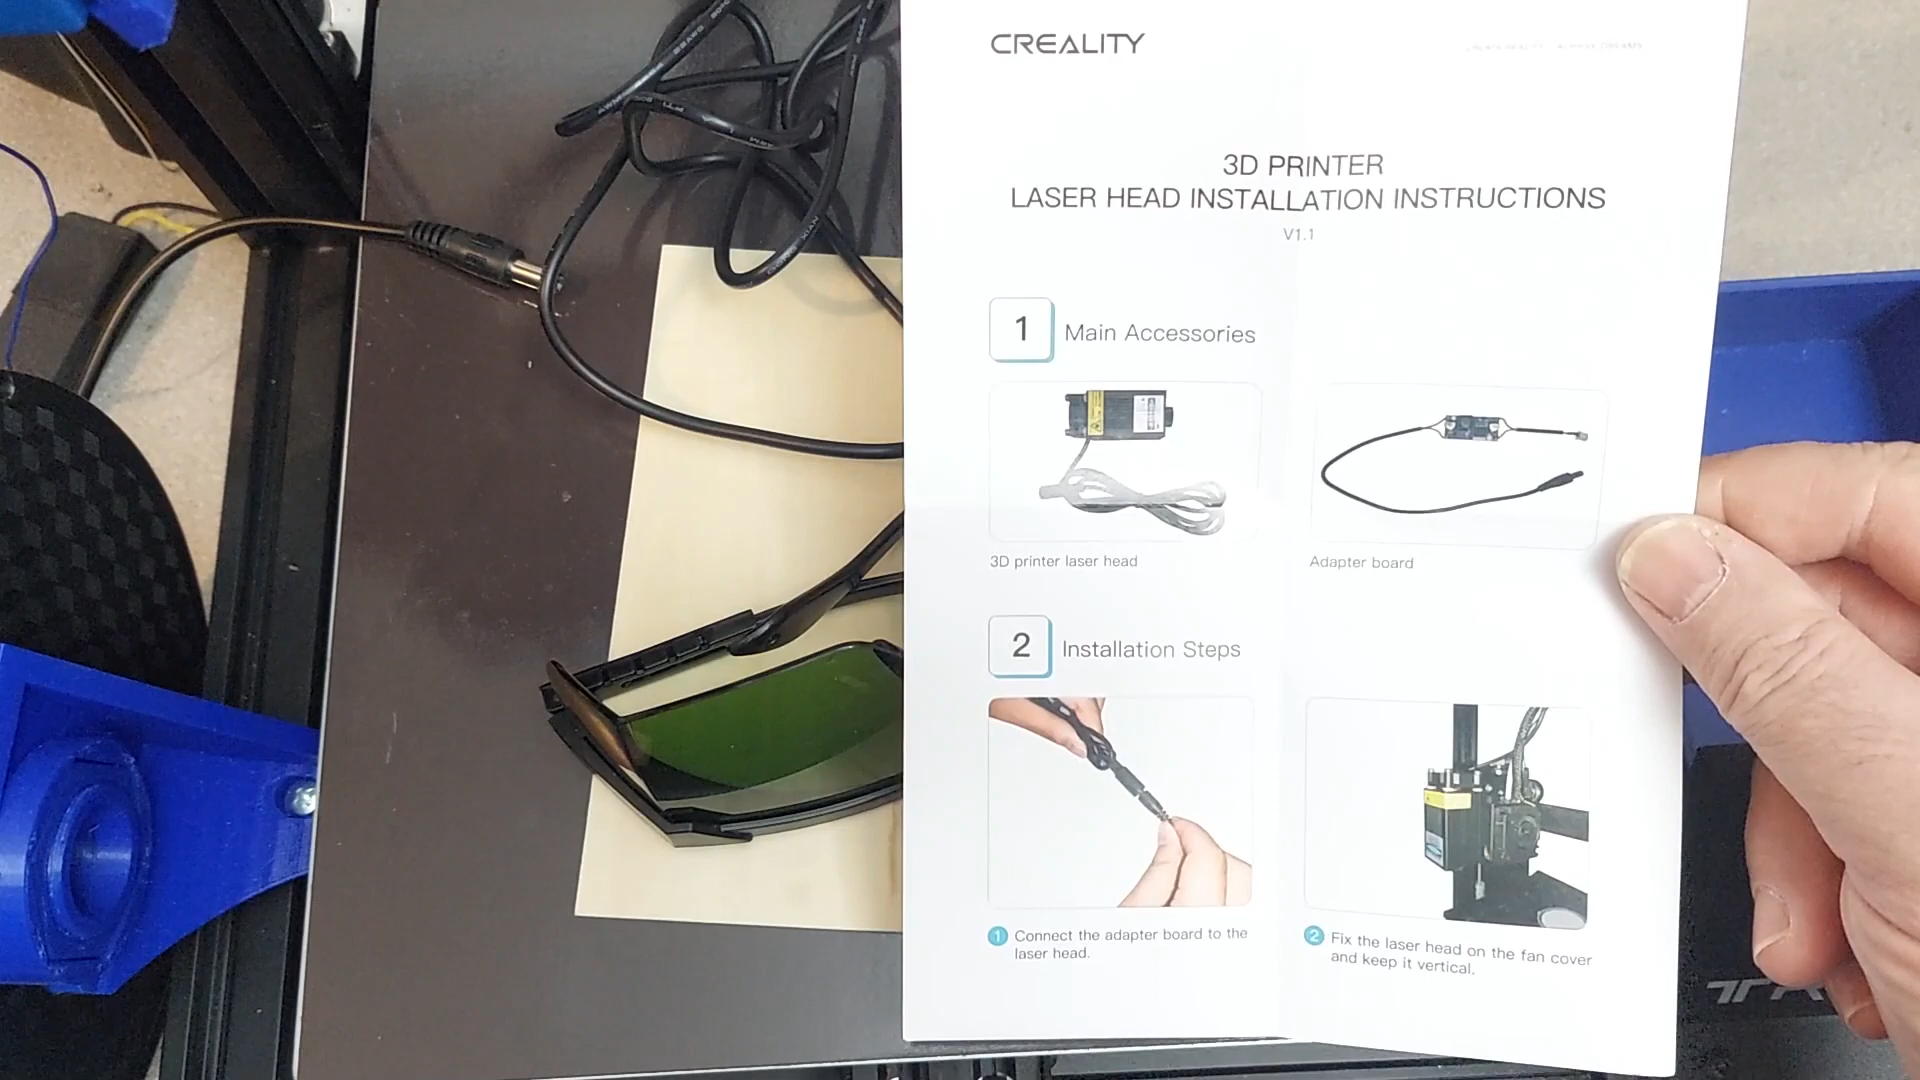 CREALITY
3D PRINTER
LASER HEAD INSTALLATION INSTRUCTIONS
V1.1
1 Main Accessories
3D printer laser head
Adapter board
2 Installation Steps
1 Connect the adapter board to the
laser head.
2 Fix the laser head on the fan cover
and keep it vertical.